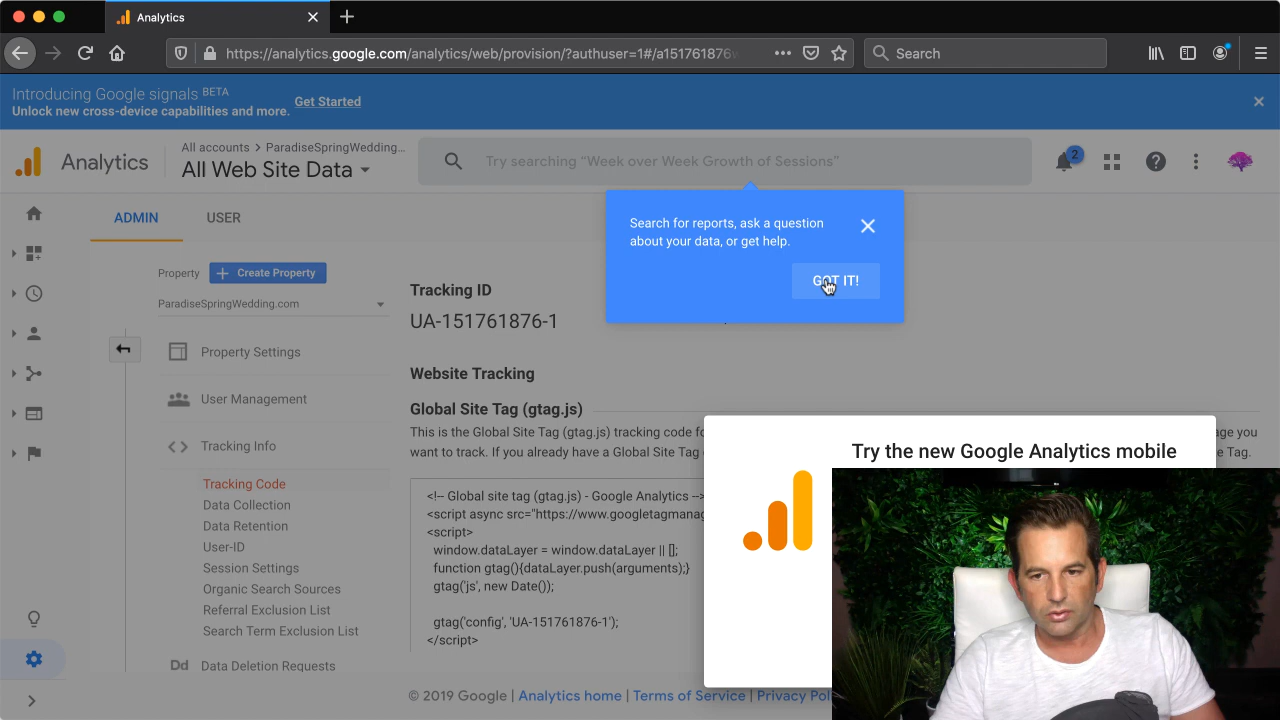 Analytics
https://analytics.google.com/analytics/web/provision/?authuser=1#/a151761876
Search
Introducing Google signals BETA
Unlock new cross-device capabilities and more.
Get Started
Analytics
All accounts > ParadiseSpringWedding...
All Web Site Data
Try searching “Week over Week Growth of Sessions”
2
ADMIN
USER
Search for reports, ask a question
about your data, or get help.
GOT IT!
Property
+ Create Property
ParadiseSpringWedding.com
Property Settings
User Management
<> Tracking Info
Tracking Code
Data Collection
Data Retention
User-ID
Session Settings
Organic Search Sources
Referral Exclusion List
Search Term Exclusion List
Dd Data Deletion Requests
Tracking ID
UA-151761876-1
Website Tracking
Global Site Tag (gtag.js)
This is the Global Site Tag (gtag.js) tracking code age you
want to track. If you already have a Global Site Tag e Tag.
<!-- Global site tag (gtag.js) - Google Analytics -->
<script async src="https://www.googletagmanag
<script>
window.dataLayer = window.dataLayer || [];
function gtag(){dataLayer.push(arguments);}
gtag('js', new Date());
gtag('config', 'UA-151761876-1');
</script>
Try the new Google Analytics mobile
© 2019 Google | Analytics home | Terms of Service | Privacy Pol